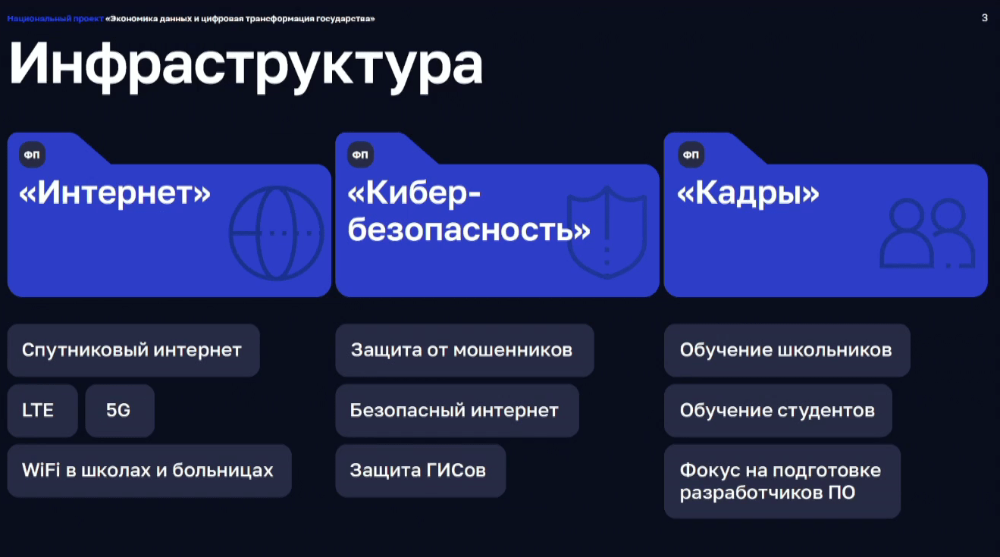 Национальный проект «Экономика данных и цифровая трансформация государства»
3
Инфраструктура
ФП
«Интернет»
ФП
«Кибер-
безопасность»
ФП
«Кадры»
Спутниковый интернет
LTE
5G
WiFi в школах и больницах
Защита от мошенников
Безопасный интернет
Защита ГИСов
Обучение школьников
Обучение студентов
Фокус на подготовке
разработчиков ПО